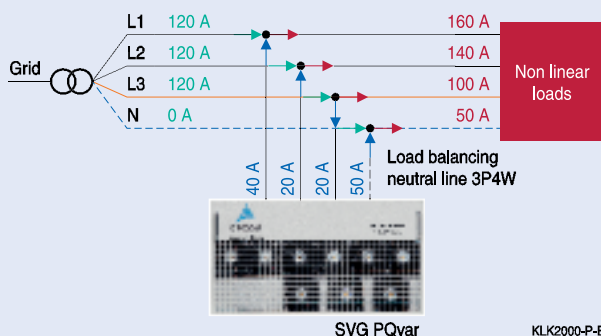 L1 120 A 160 A
L2 120 A 140 A
Grid
L3 120 A 100 A
N 0 A 50 A
Non linear
loads
Load balancing
neutral line 3P4W
40 A
20 A
20 A
50 A
SVG PQvar
KLK2000-P-E